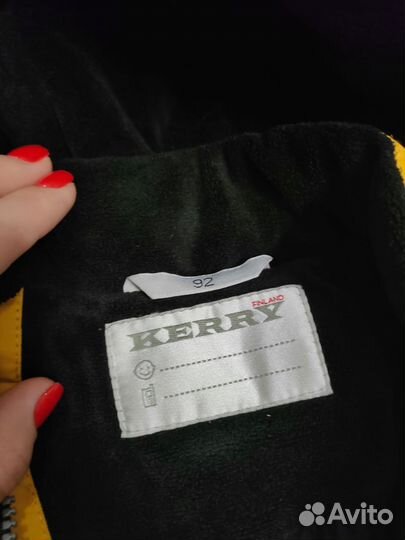 92
KERRY
FINLAND
Avito